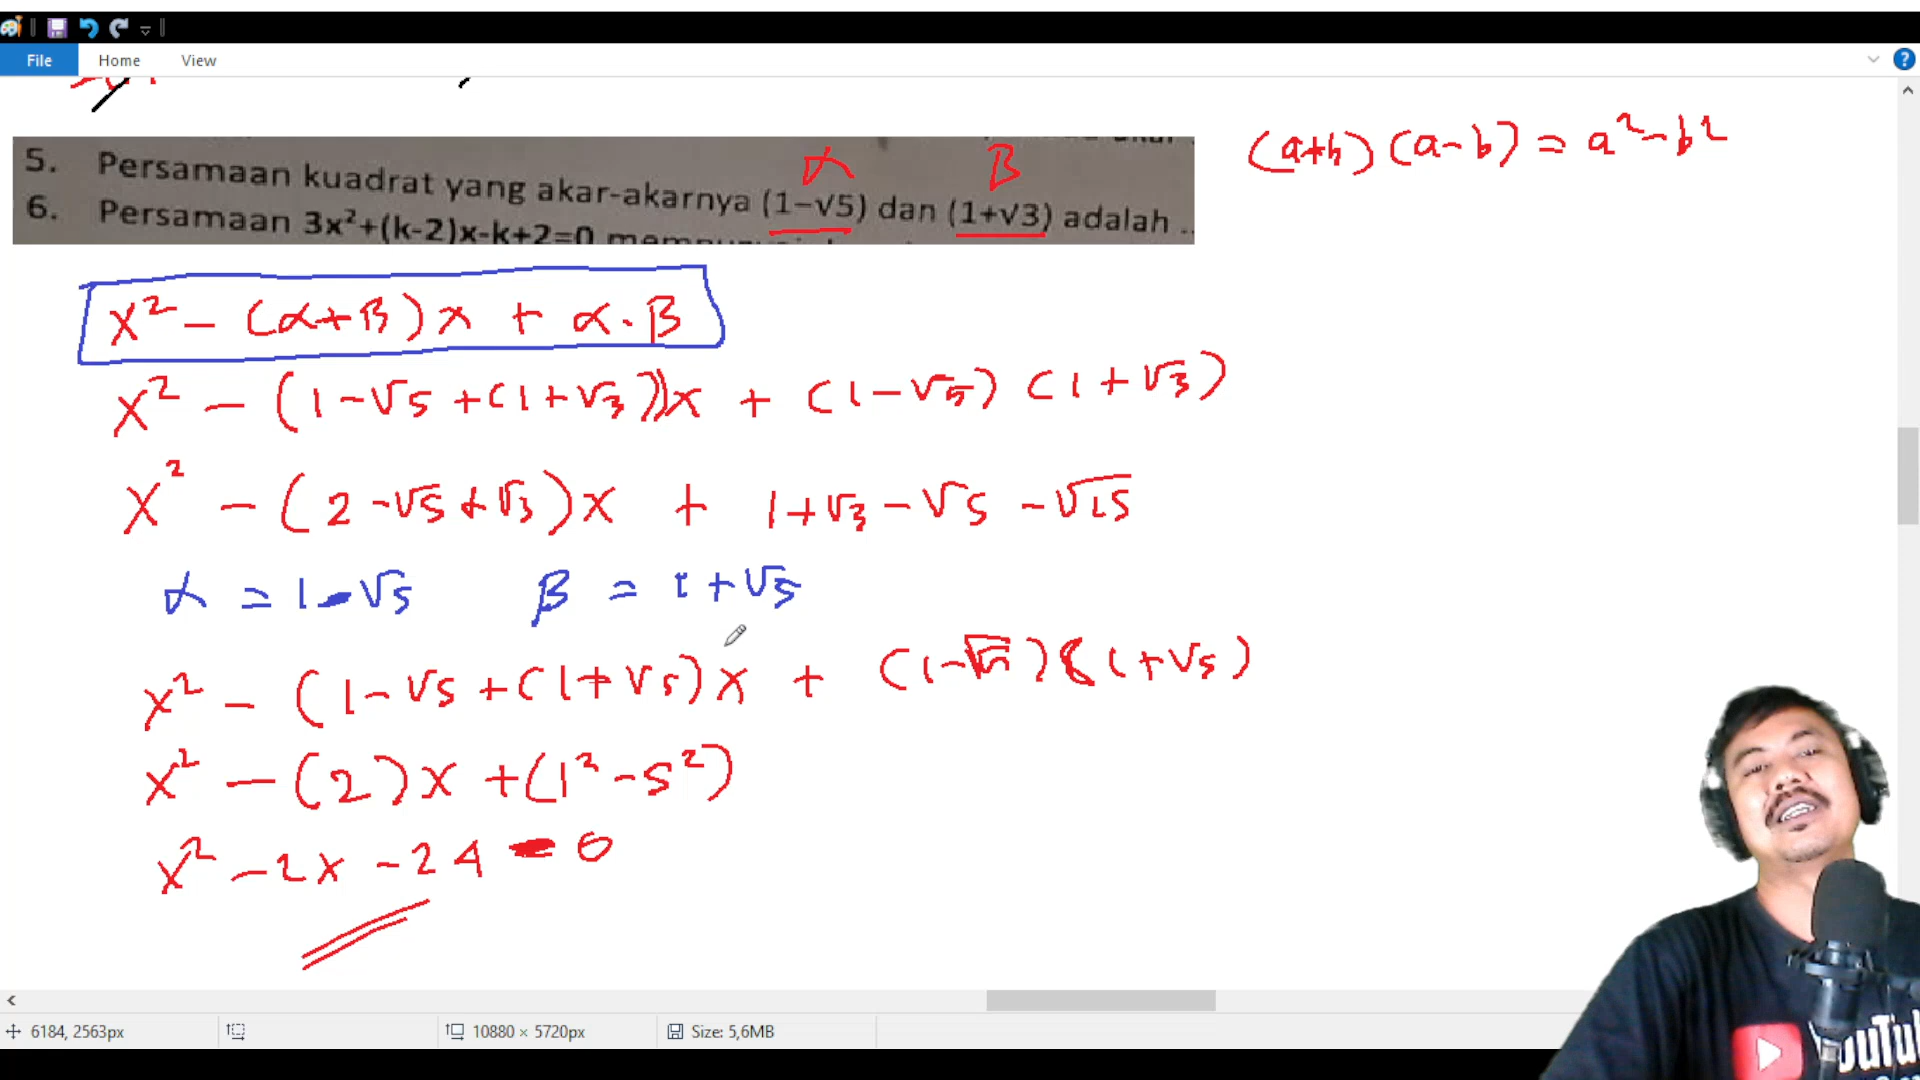 File Home View
(a+b) (a-b) = a² - b²
α β
5. Persamaan kuadrat yang akar-akarnya (1-√5) dan (1+√3) adalah ..
6. Persamaan 3x²+(k-2)x-k+2=0
x² - (α+β) x + α . β
x² - (1-√5 +(1+√3))x + (1-√5) (1+√3)
x² - (2 -√5 +√3)x + 1+√3 -√5 -√15
α = 1-√5 β = 1+√5
x² - (1-√5 +(1+√5)x + (1-√5) (1+√5)
x² - (2)x +(1² -5²)
x² -2x -24 = 0
6184, 2563px 10880 × 5720px Size: 5,6MB
YOUTU